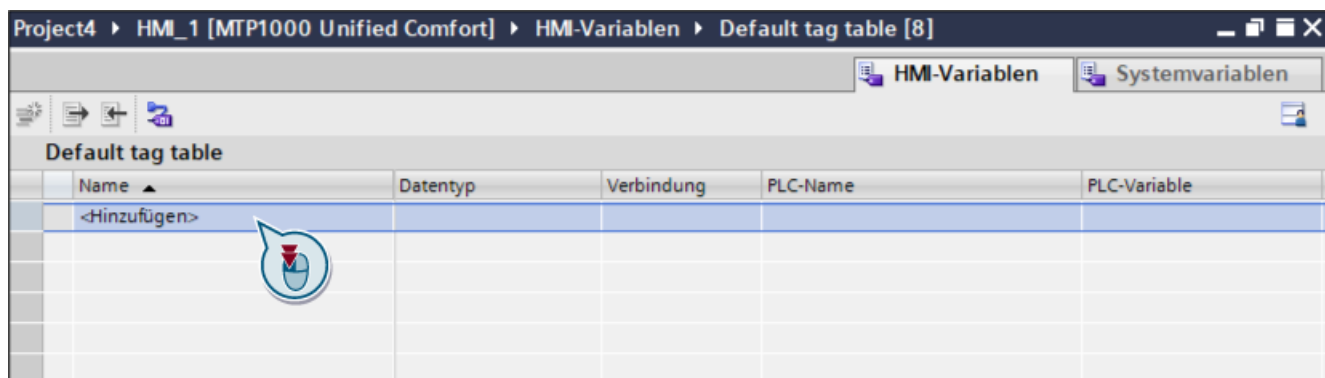 Project4 ▸ HMI_1 [MTP1000 Unified Comfort] ▸ HMI-Variablen ▸ Default tag table [8]
HMI-Variablen Systemvariablen
Default tag table
Name Datentyp Verbindung PLC-Name PLC-Variable
<Hinzufügen>